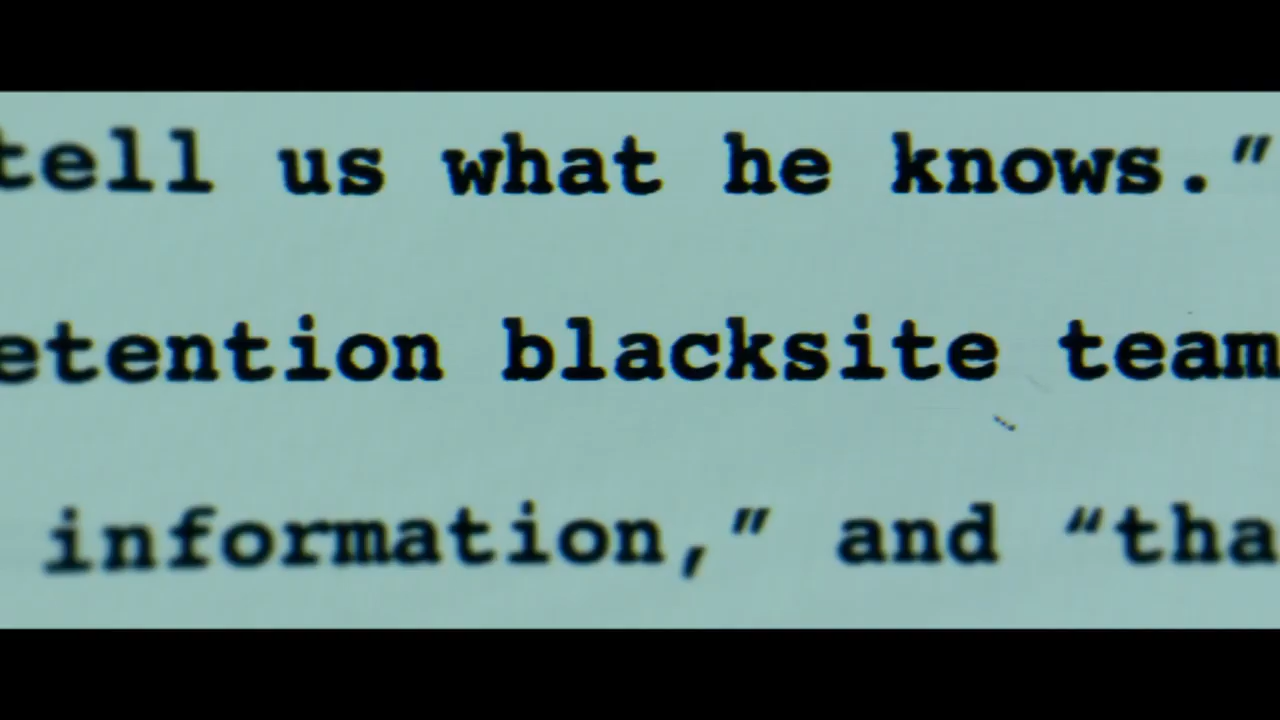 tell us what he knows.”
etention blacksite team
information,” and “tha